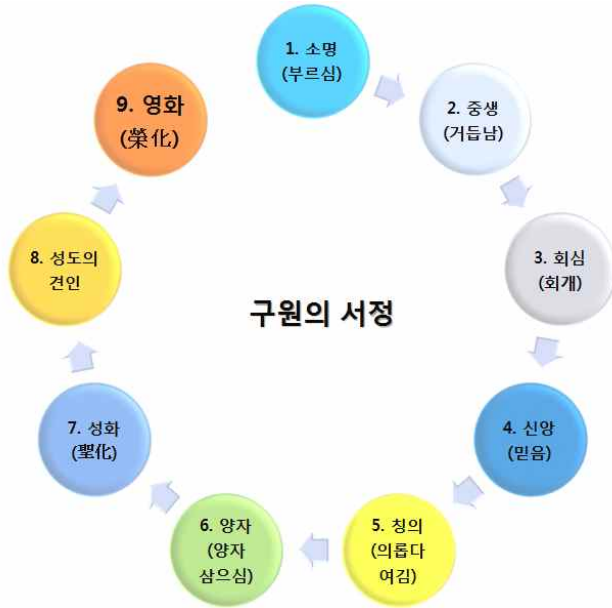 1. 소명
(부르심)
2. 중생
(거듭남)
3. 회심
(회개)
4. 신앙
(믿음)
5. 칭의
(의롭다
여김)
6. 양자
(양자
삼으심)
7. 성화
(聖化)
8. 성도의
견인
9. 영화
(榮化)
구원의 서정